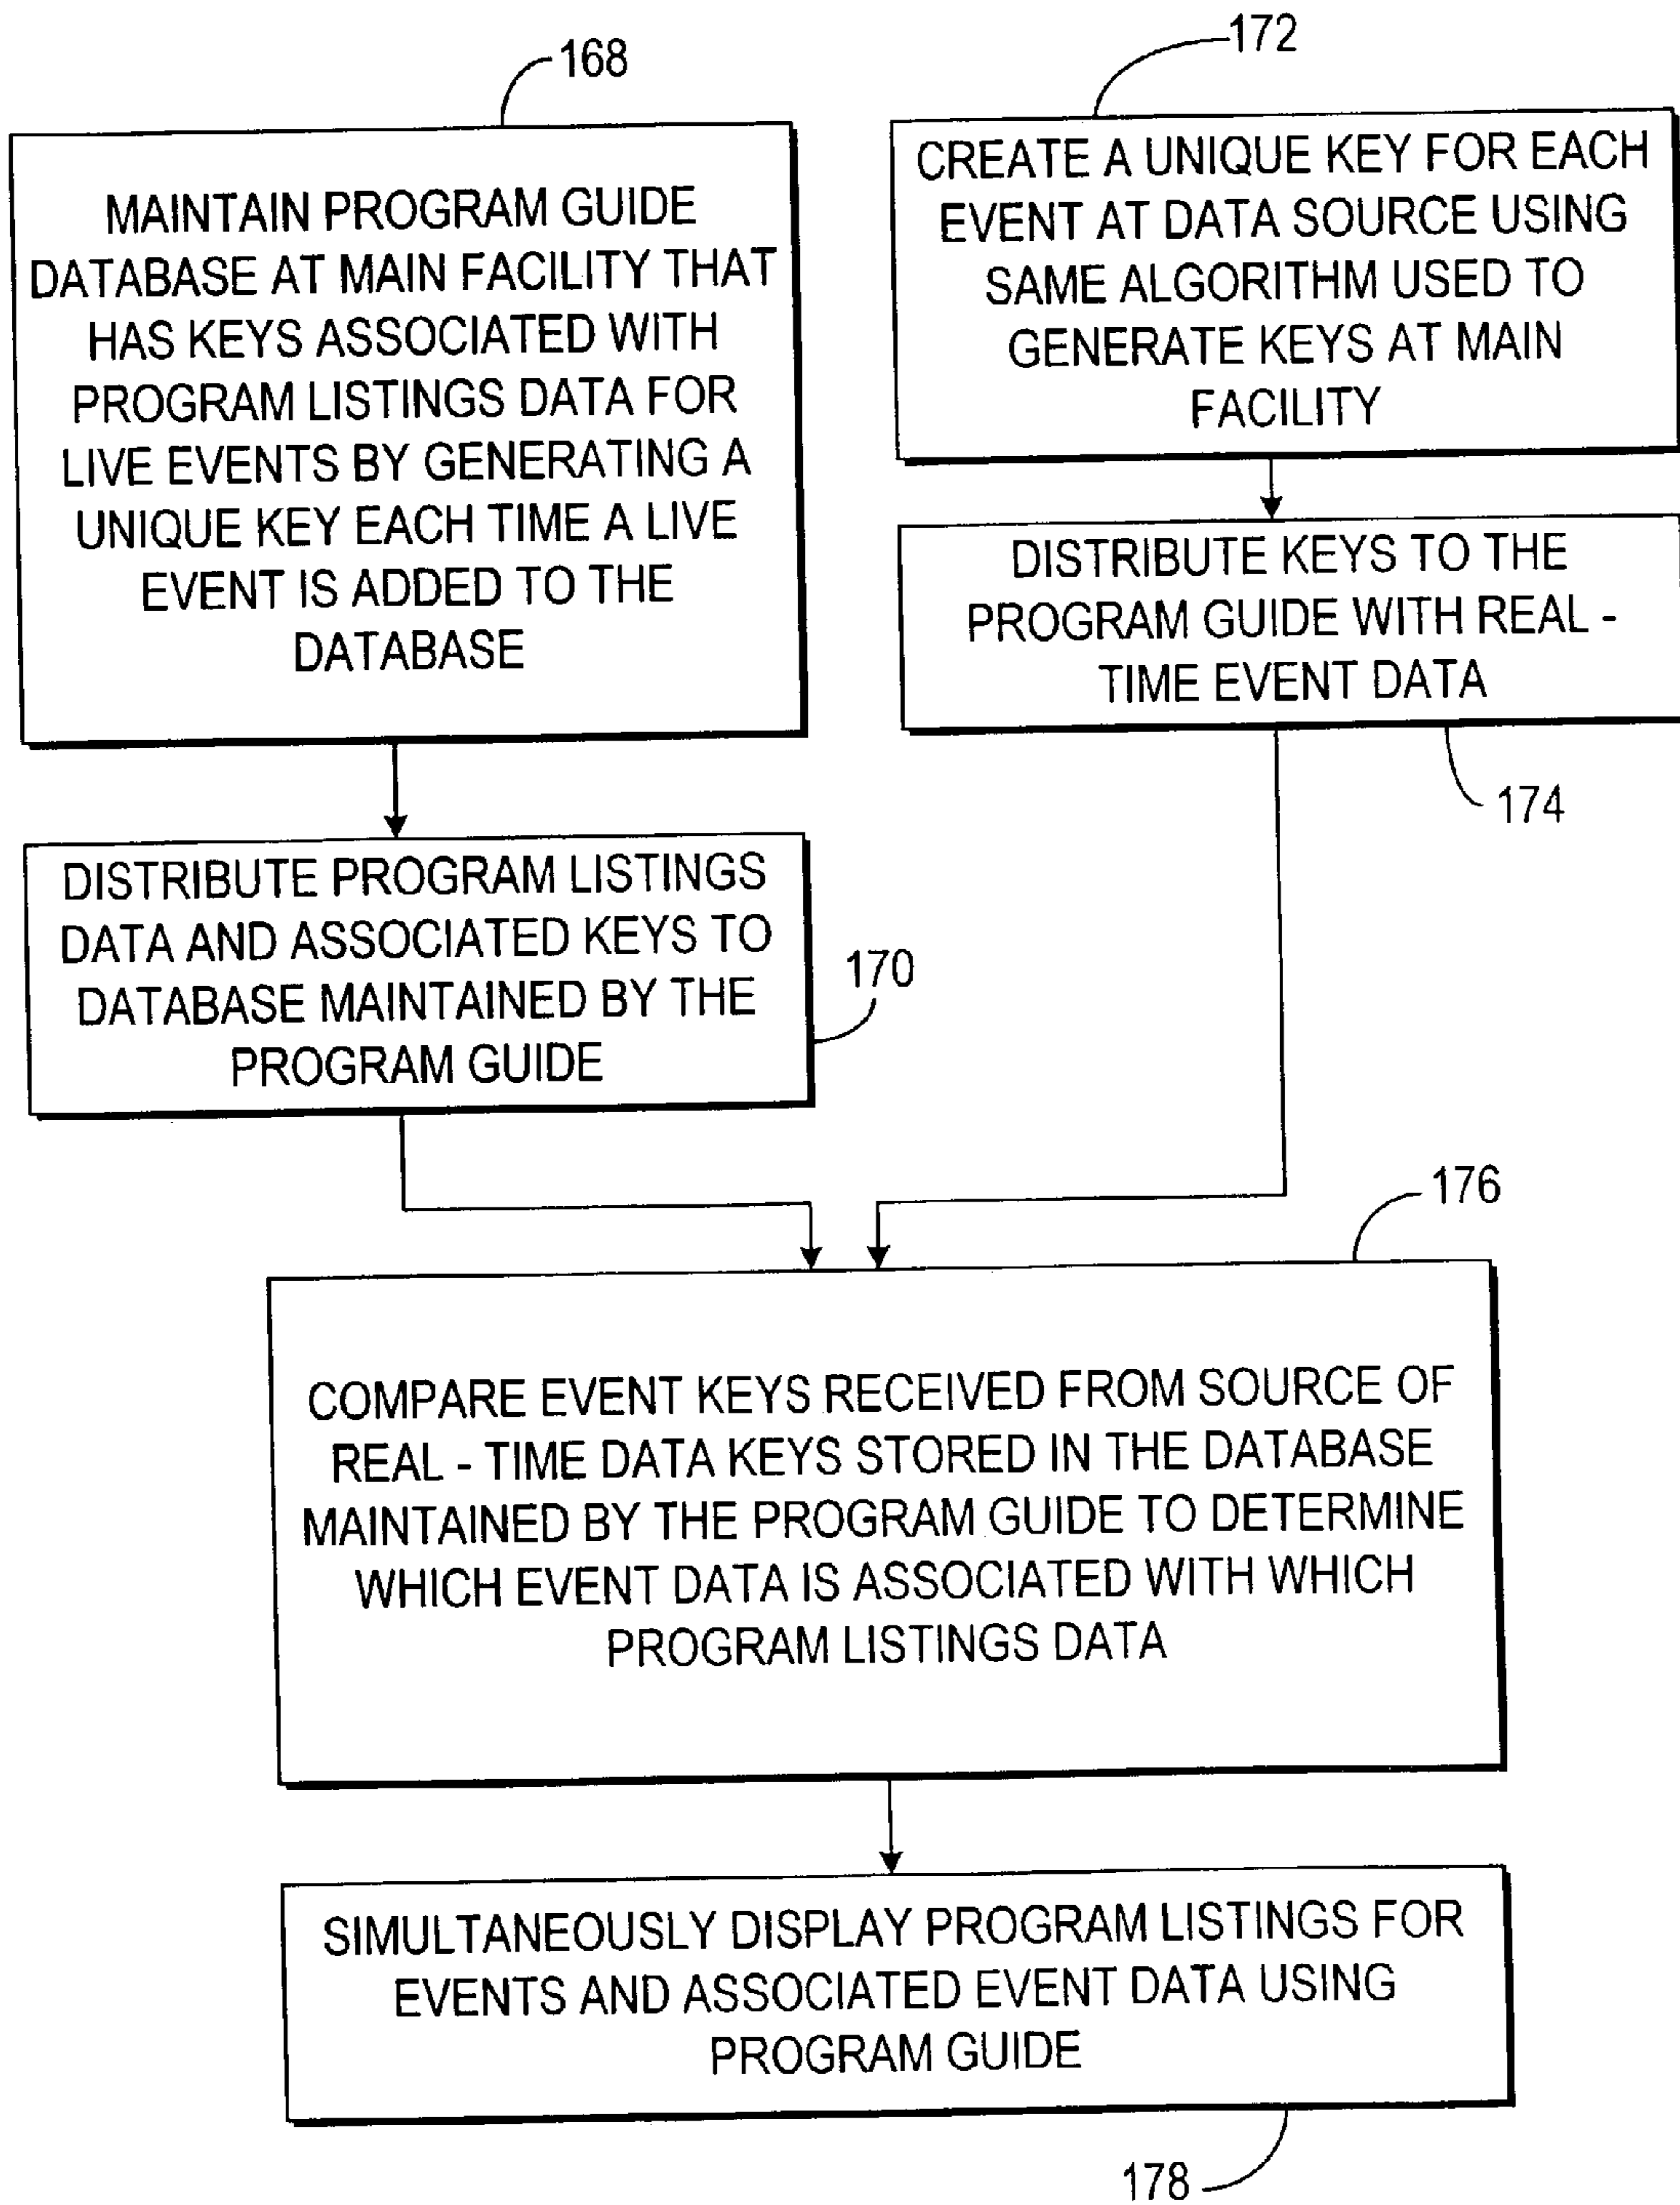 168
MAINTAIN PROGRAM GUIDE
DATABASE AT MAIN FACILITY THAT
HAS KEYS ASSOCIATED WITH
PROGRAM LISTINGS DATA FOR
LIVE EVENTS BY GENERATING A
UNIQUE KEY EACH TIME A LIVE
EVENT IS ADDED TO THE
DATABASE
172
CREATE A UNIQUE KEY FOR EACH
EVENT AT DATA SOURCE USING
SAME ALGORITHM USED TO
GENERATE KEYS AT MAIN
FACILITY
DISTRIBUTE KEYS TO THE
PROGRAM GUIDE WITH REAL -
TIME EVENT DATA
174
DISTRIBUTE PROGRAM LISTINGS
DATA AND ASSOCIATED KEYS TO
DATABASE MAINTAINED BY THE
PROGRAM GUIDE
170
176
COMPARE EVENT KEYS RECEIVED FROM SOURCE OF
REAL - TIME DATA KEYS STORED IN THE DATABASE
MAINTAINED BY THE PROGRAM GUIDE TO DETERMINE
WHICH EVENT DATA IS ASSOCIATED WITH WHICH
PROGRAM LISTINGS DATA
SIMULTANEOUSLY DISPLAY PROGRAM LISTINGS FOR
EVENTS AND ASSOCIATED EVENT DATA USING
PROGRAM GUIDE
178